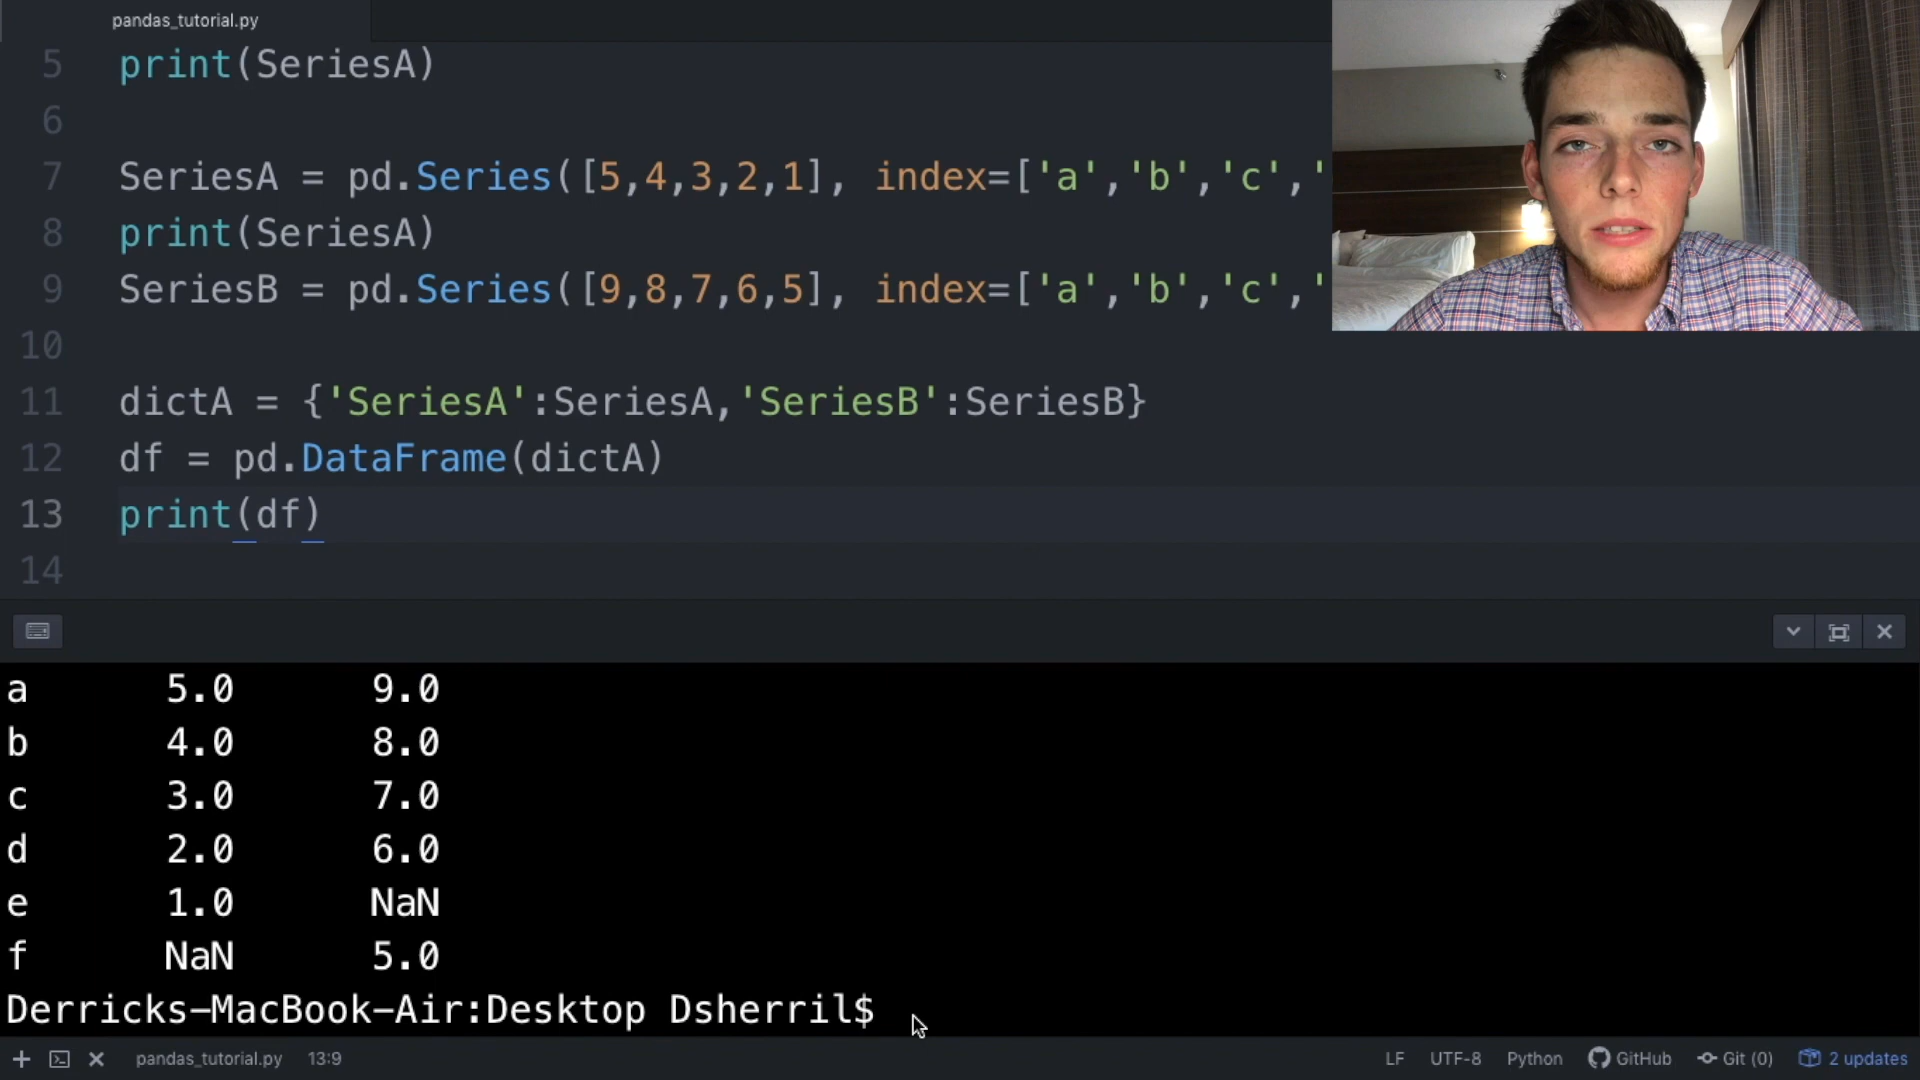 pandas_tutorial.py
5 print(SeriesA)
6
7 SeriesA = pd.Series([5,4,3,2,1], index=['a','b','c','
8 print(SeriesA)
9 SeriesB = pd.Series([9,8,7,6,5], index=['a','b','c','
10
11 dictA = {'SeriesA':SeriesA,'SeriesB':SeriesB}
12 df = pd.DataFrame(dictA)
13 print(df)
14
a 5.0 9.0
b 4.0 8.0
c 3.0 7.0
d 2.0 6.0
e 1.0 NaN
f NaN 5.0
Derricks-MacBook-Air:Desktop Dsherril$
pandas_tutorial.py 13:9 LF UTF-8 Python GitHub Git (0) 2 updates